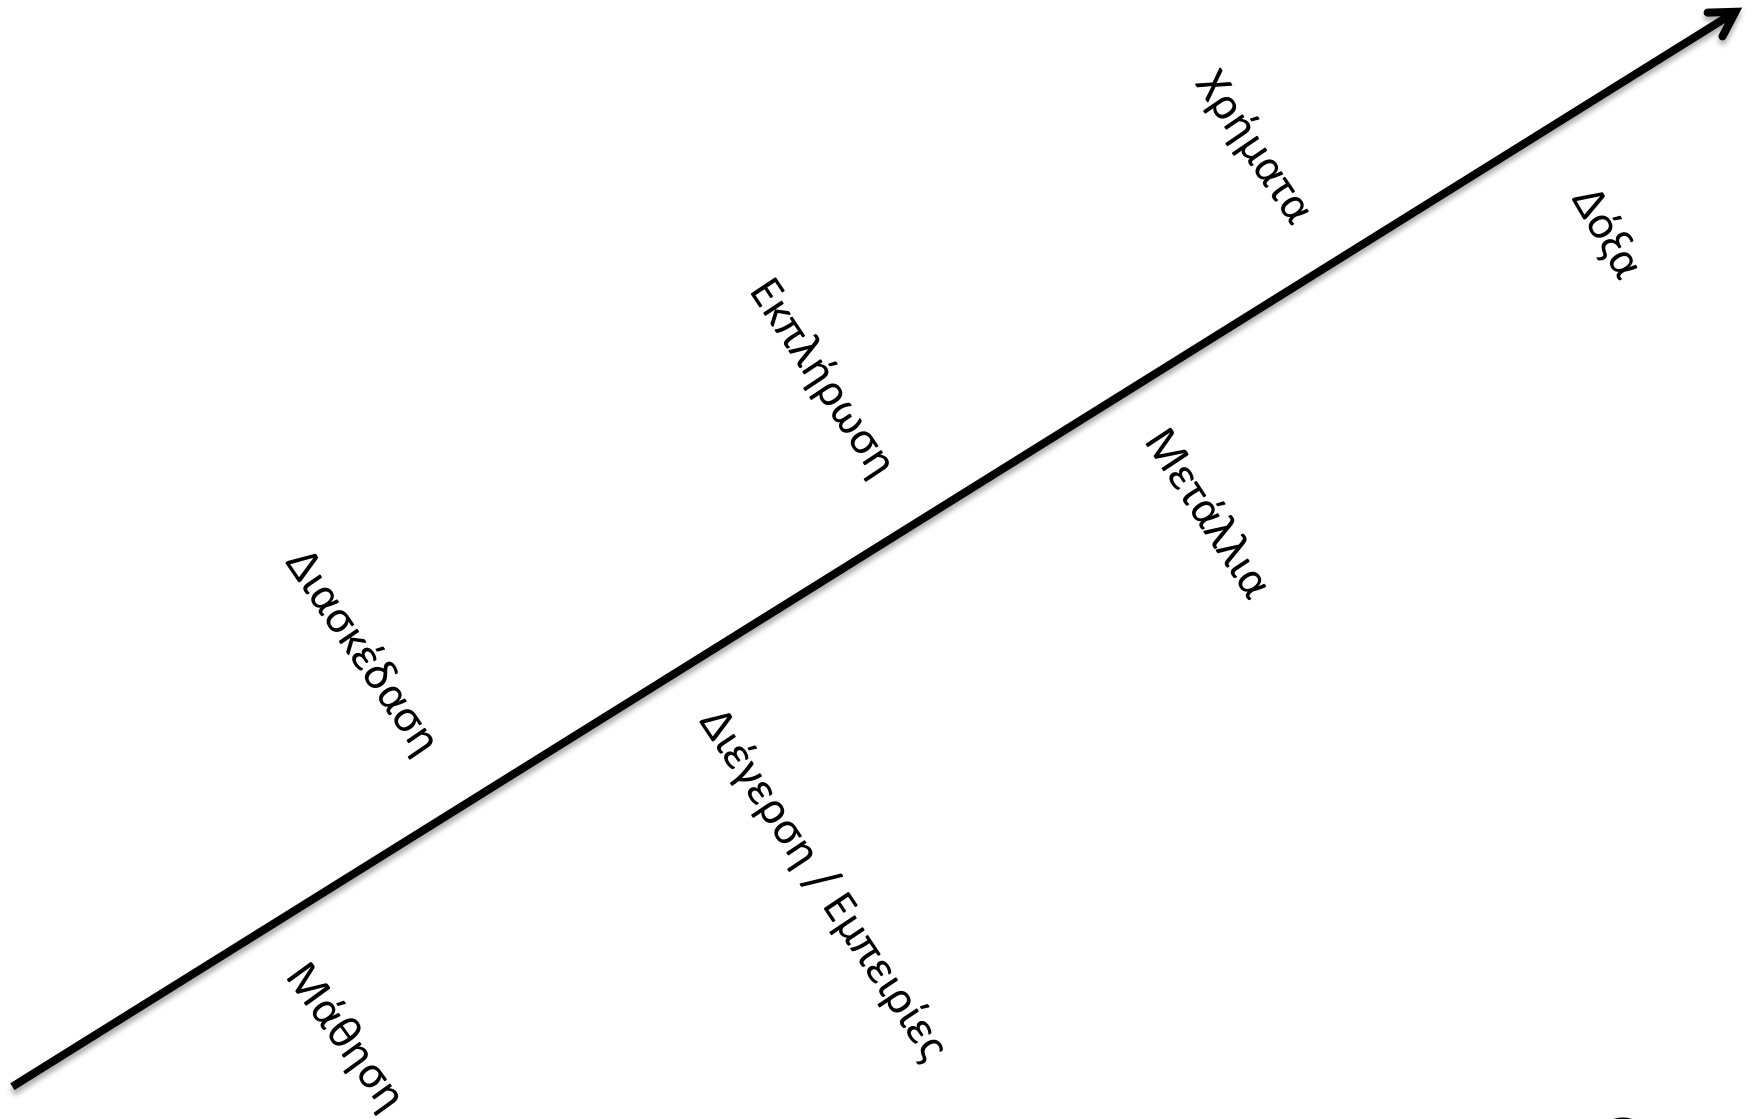 Χρήματα
Δόξα
Εκπλήρωση
Μετάλλια
Διασκέδαση
Διέγερση / Εμπειρίες
Μάθηση